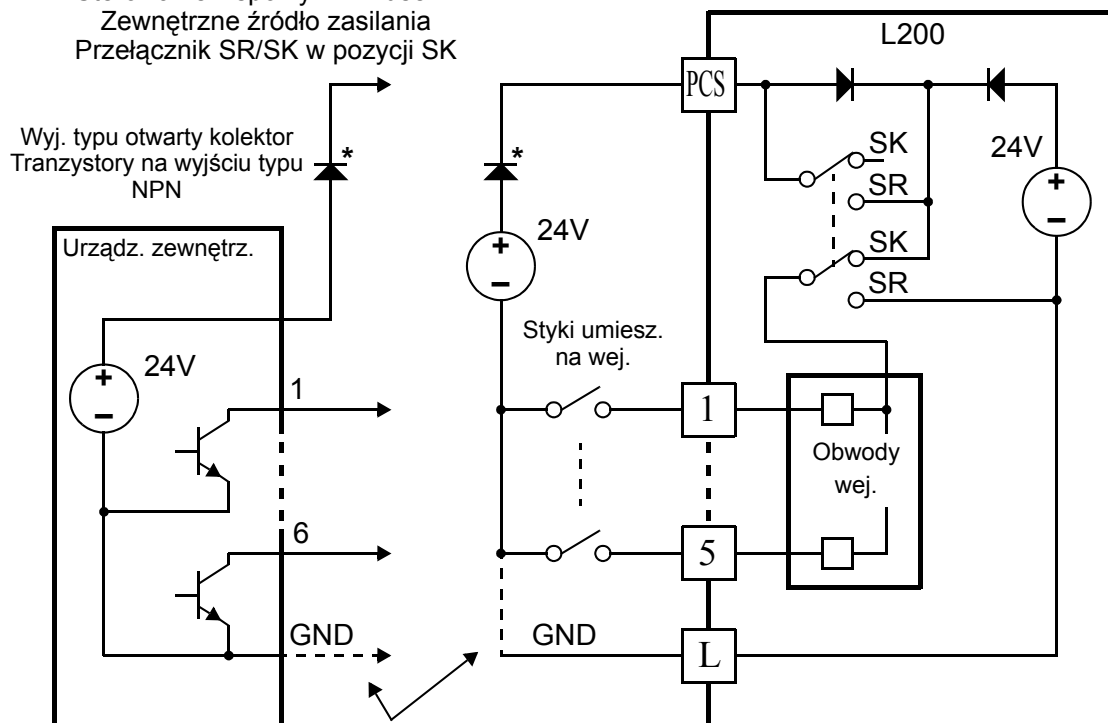 Zewnętrzne źródło zasilania
Przełącznik SR/SK w pozycji SK
L200
PCS
Wyj. typu otwarty kolektor
Tranzystory na wyjściu typu
NPN
*
*
SK
SR
24V
+
–
SK
SR
24V
+
–
Urządz. zewnętrz.
24V
+
–
Styki umiesz.
na wej.
1
1
Obwody
wej.
6
5
GND
GND
L